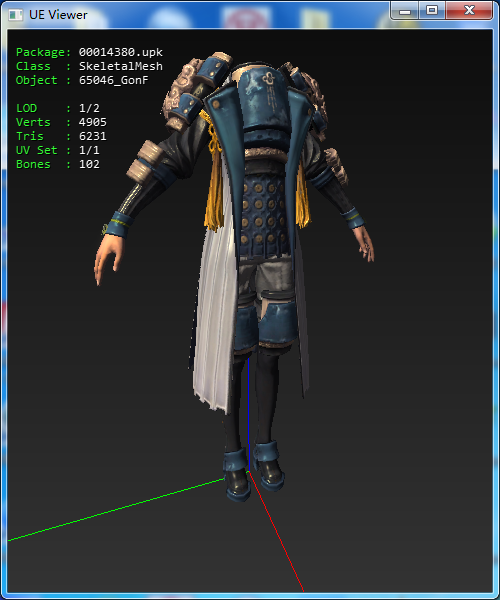 UE Viewer
Package: 00014380.upk
Class : SkeletalMesh
Object : 65046_GonF
LOD : 1/2
Verts : 4905
Tris : 6231
UV Set : 1/1
Bones : 102